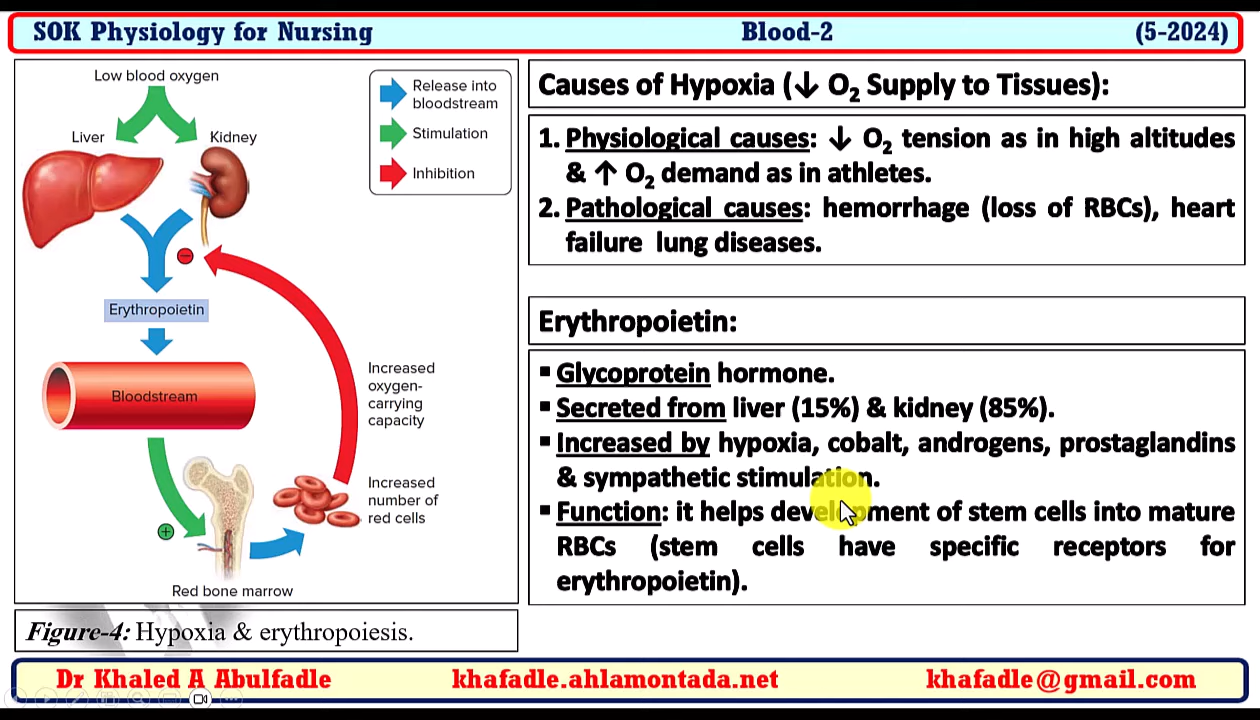 SOK Physiology for Nursing Blood-2 (5-2024)
Low blood oxygen
Liver
Kidney
Release into
bloodstream
Stimulation
Inhibition
Erythropoietin
Bloodstream
Increased
oxygen-
carrying
capacity
Increased
number of
red cells
Red bone marrow
Figure-4: Hypoxia & erythropoiesis.
Causes of Hypoxia (↓ O₂ Supply to Tissues):
1. Physiological causes: ↓ O₂ tension as in high altitudes
& ↑ O₂ demand as in athletes.
2. Pathological causes: hemorrhage (loss of RBCs), heart
failure lung diseases.
Erythropoietin:
▪ Glycoprotein hormone.
▪ Secreted from liver (15%) & kidney (85%).
▪ Increased by hypoxia, cobalt, androgens, prostaglandins
& sympathetic stimulation.
▪ Function: it helps development of stem cells into mature
RBCs (stem cells have specific receptors for
erythropoietin).
Dr Khaled A Abulfadle khafadle.ahlamontada.net khafadle@gmail.com